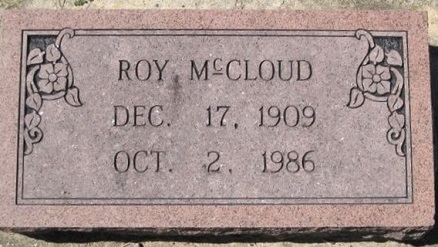 ROY McCLOUD
DEC. 17, 1909
OCT. 2, 1986